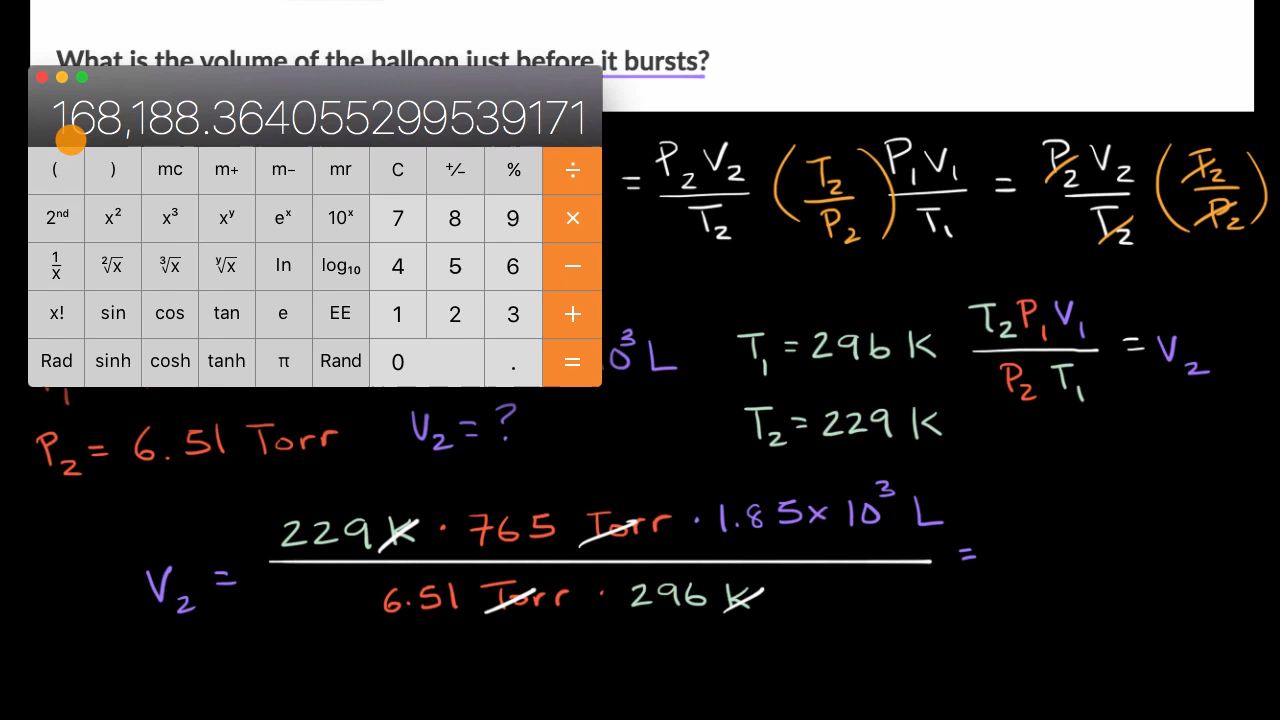 What is the volume of the balloon just before it bursts?
168,188.3640552995​39171
( ) mc m+ m- mr C +/- % ÷
2nd x² x³ xʸ eˣ 10ˣ 7 8 9 ×
1/x ²√x ³√x ʸ√x ln log₁₀ 4 5 6 −
x! sin cos tan e EE 1 2 3 +
Rad sinh cosh tanh π Rand 0 . =
= P₂V₂/T₂ (T₂/P₂) P₁V₁/T₁ = P₂V₂/T₂ (T₂/P₂)
0³ L T₁ = 296 K T₂P₁V₁/P₂T₁ = V₂
P₂ = 6.51 Torr V₂ = ? T₂ = 229 K
V₂ = 229 K · 765 Torr · 1.85 x 10³ L / 6.51 Torr · 296 K =